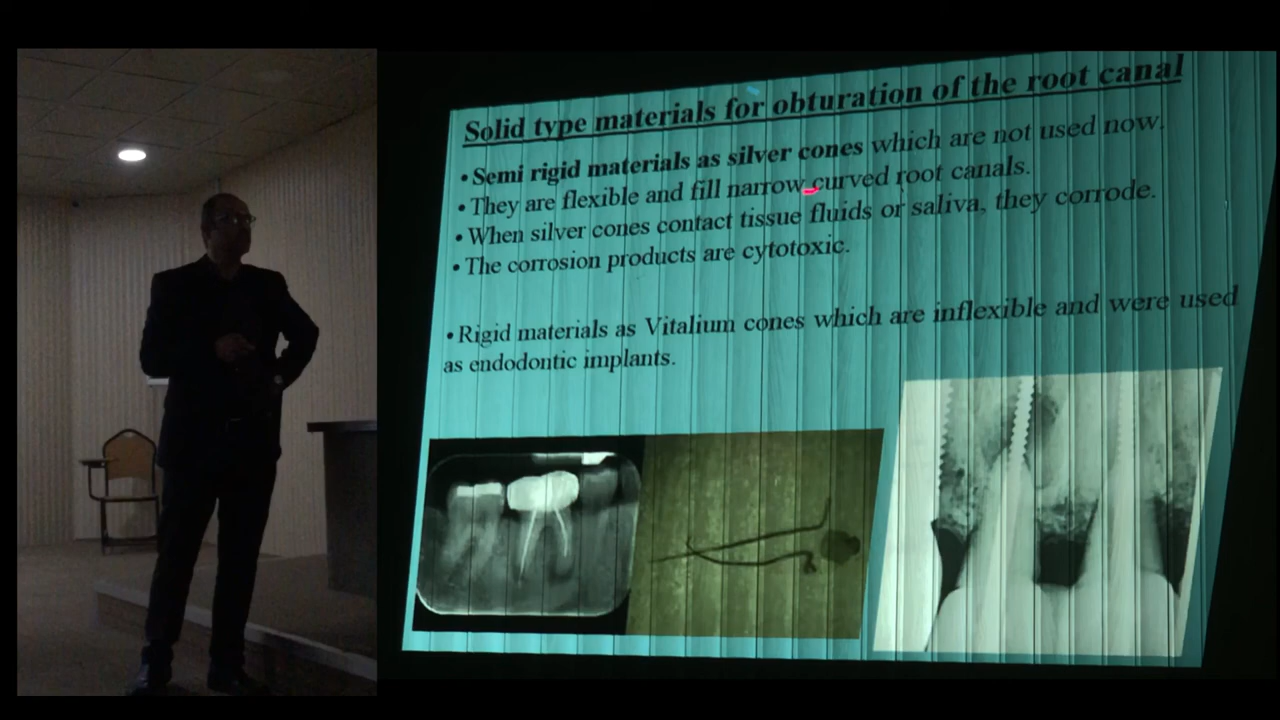 Solid type materials for obturation of the root canal
• Semi rigid materials as silver cones which are not used now.
• They are flexible and fill narrow curved root canals.
• When silver cones contact tissue fluids or saliva, they corrode.
• The corrosion products are cytotoxic.
• Rigid materials as Vitalium cones which are inflexible and were used
as endodontic implants.